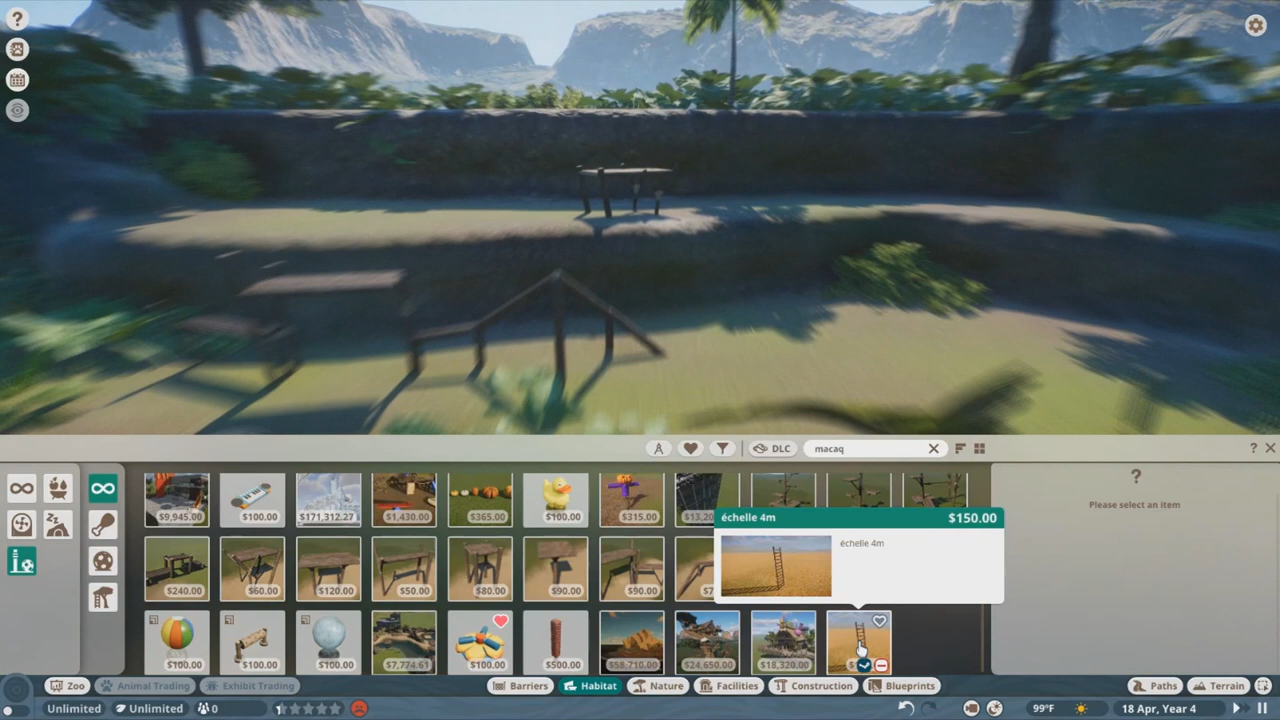 ?
DLC
macaq
?
?
Please select an item
$9,945.00
$100.00
$171,312.27
$1,430.00
$365.00
$100.00
$315.00
échelle 4m
$150.00
échelle 4m
$240.00
$60.00
$120.00
$50.00
$80.00
$90.00
$90.00
$100.00
$100.00
$100.00
$7,774.61
$100.00
$500.00
$58,710.00
$24,650.00
$18,320.00
Zoo
Animal Trading
Exhibit Trading
Barriers
Habitat
Nature
Facilities
Construction
Blueprints
Paths
Terrain
Unlimited
Unlimited
0
99°F
18 Apr, Year 4